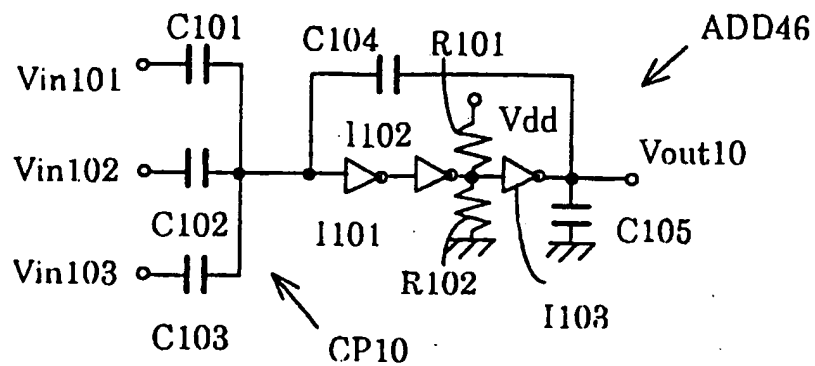 C101
C104
R101
ADD46
Vin101
Vdd
I102
Vin102
Vout10
C102
I101
C105
Vin103
R102
I103
C103
CP10